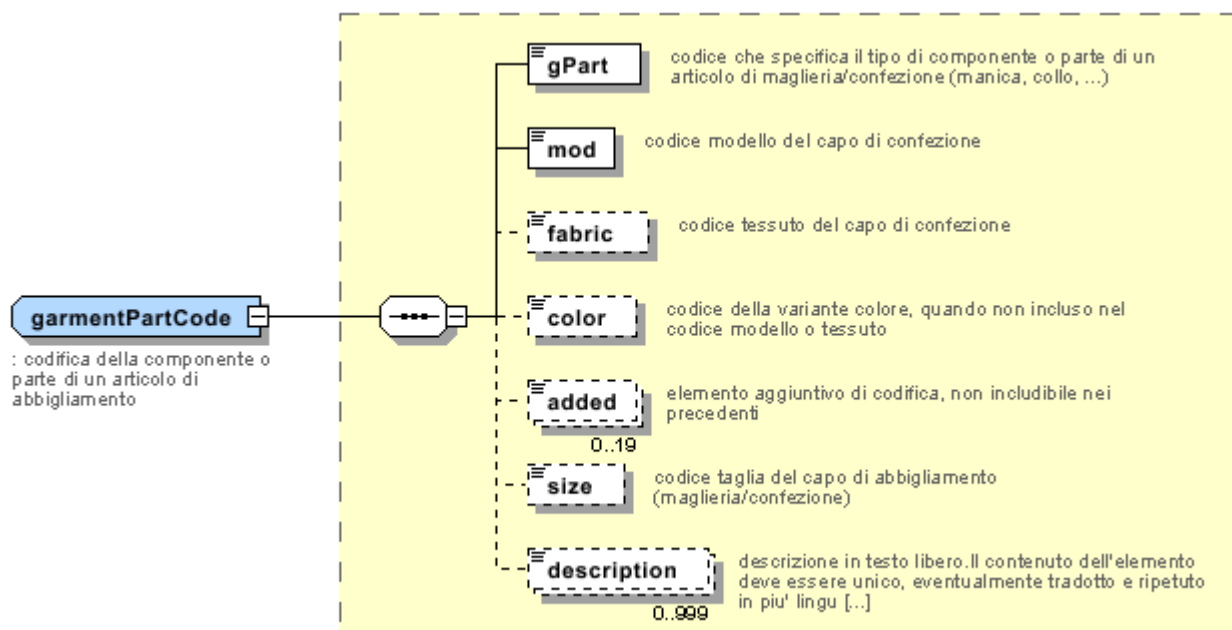 gPart
codice che specifica il tipo di componente o parte di un
articolo di maglieria/confezione (manica, collo, ...)
mod
codice modello del capo di confezione
fabric
codice tessuto del capo di confezione
garmentPartCode
: codifica della componente o
parte di un articolo di
abbigliamento
color
codice della variante colore, quando non incluso nel
codice modello o tessuto
added
elemento aggiuntivo di codifica, non includibile nei
precedenti
0..19
size
codice taglia del capo di abbigliamento
(maglieria/confezione)
description
descrizione in testo libero.Il contenuto dell'elemento
deve essere unico, eventualmente tradotto e ripetuto
in piu' lingu [...]
0..999